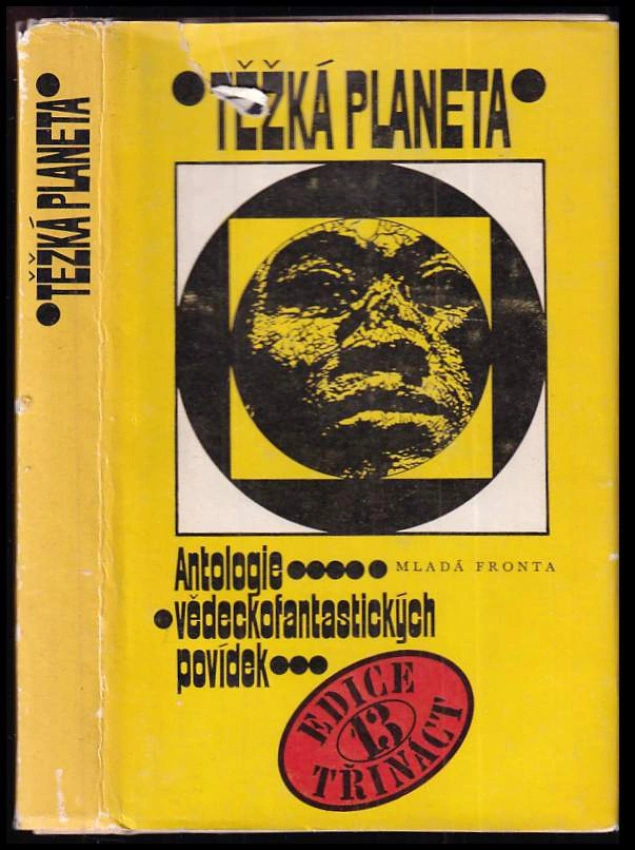 TĚŽKÁ PLANETA
TĚŽKÁ PLANETA
Antologie
MLADÁ FRONTA
vědeckofantastických
povídek
EDICE
13
TŘINÁCT